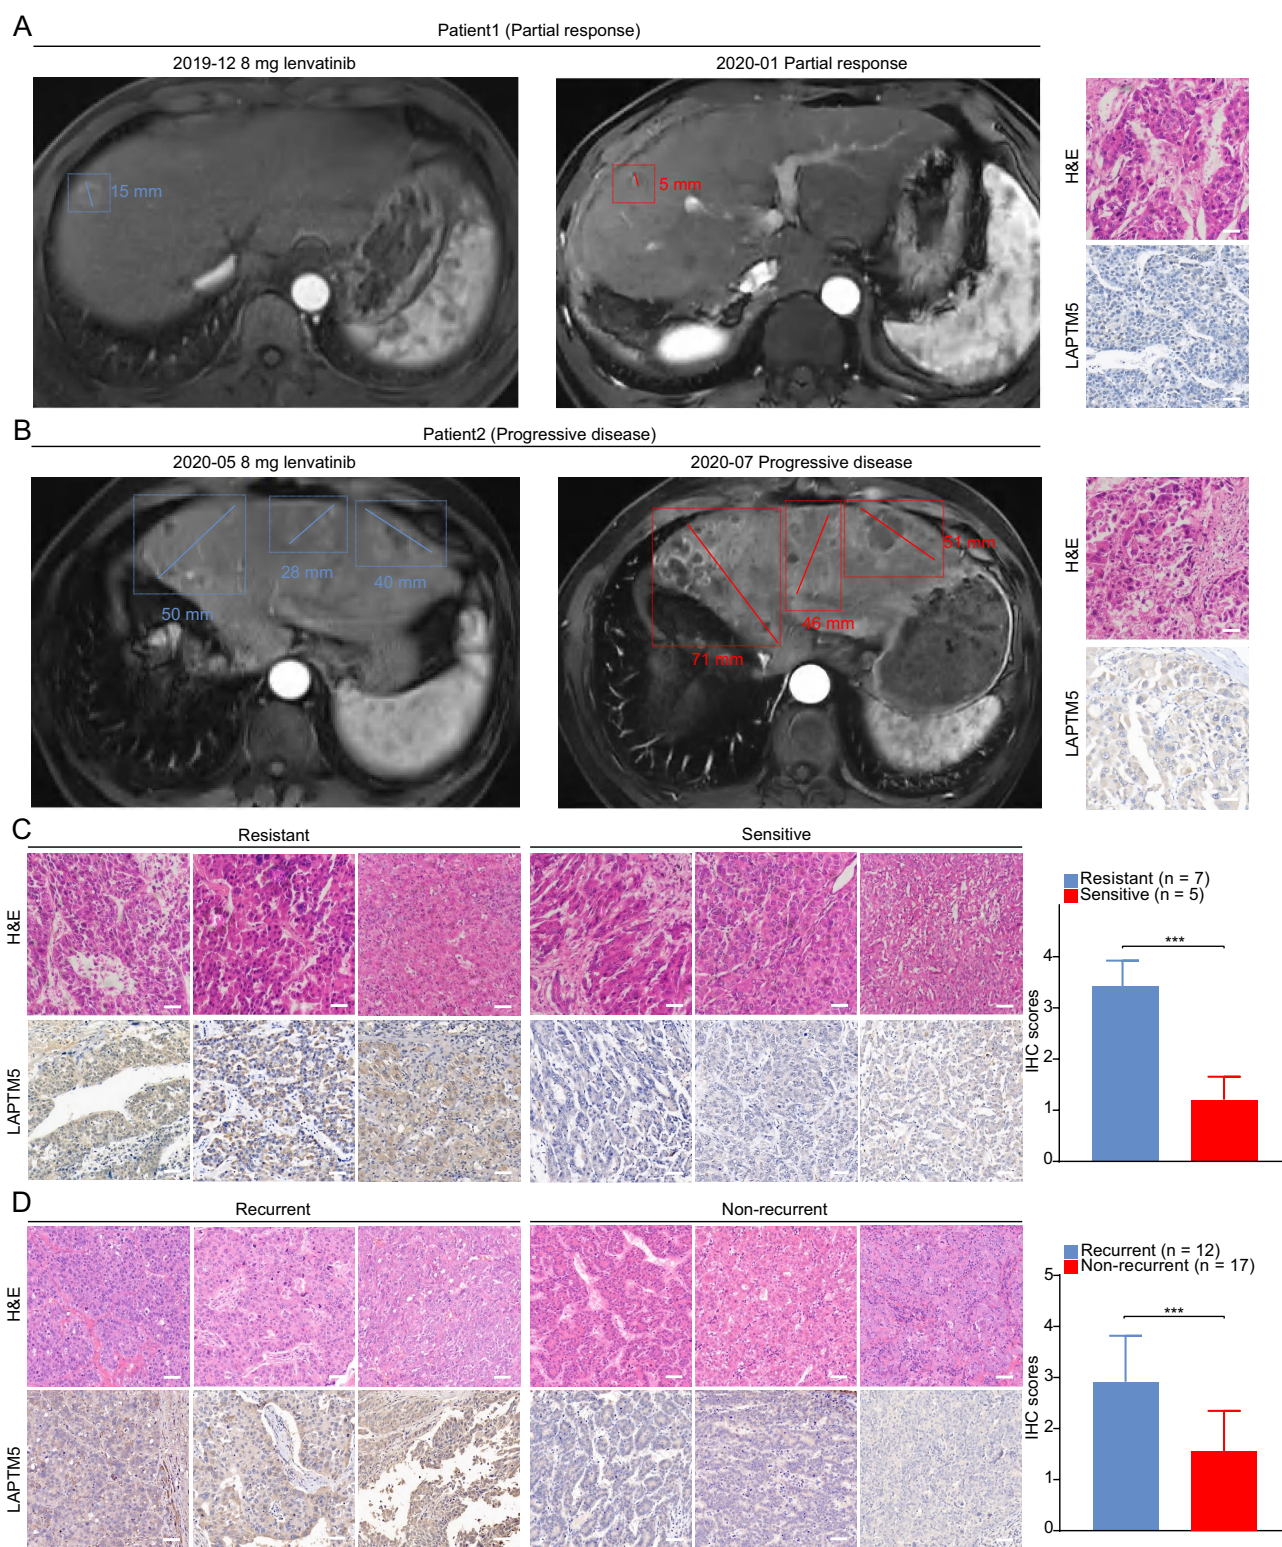 A
Patient1 (Partial response)
2019-12 8 mg lenvatinib
2020-01 Partial response
15 mm
5 mm
H&E
LAPTM5
B
Patient2 (Progressive disease)
2020-05 8 mg lenvatinib
2020-07 Progressive disease
50 mm
28 mm
40 mm
71 mm
46 mm
51 mm
H&E
LAPTM5
C
Resistant
Sensitive
H&E
LAPTM5
Resistant (n = 7)
Sensitive (n = 5)
***
IHC scores
4
3
2
1
0
D
Recurrent
Non-recurrent
H&E
LAPTM5
Recurrent (n = 12)
Non-recurrent (n = 17)
***
IHC scores
5
4
3
2
1
0